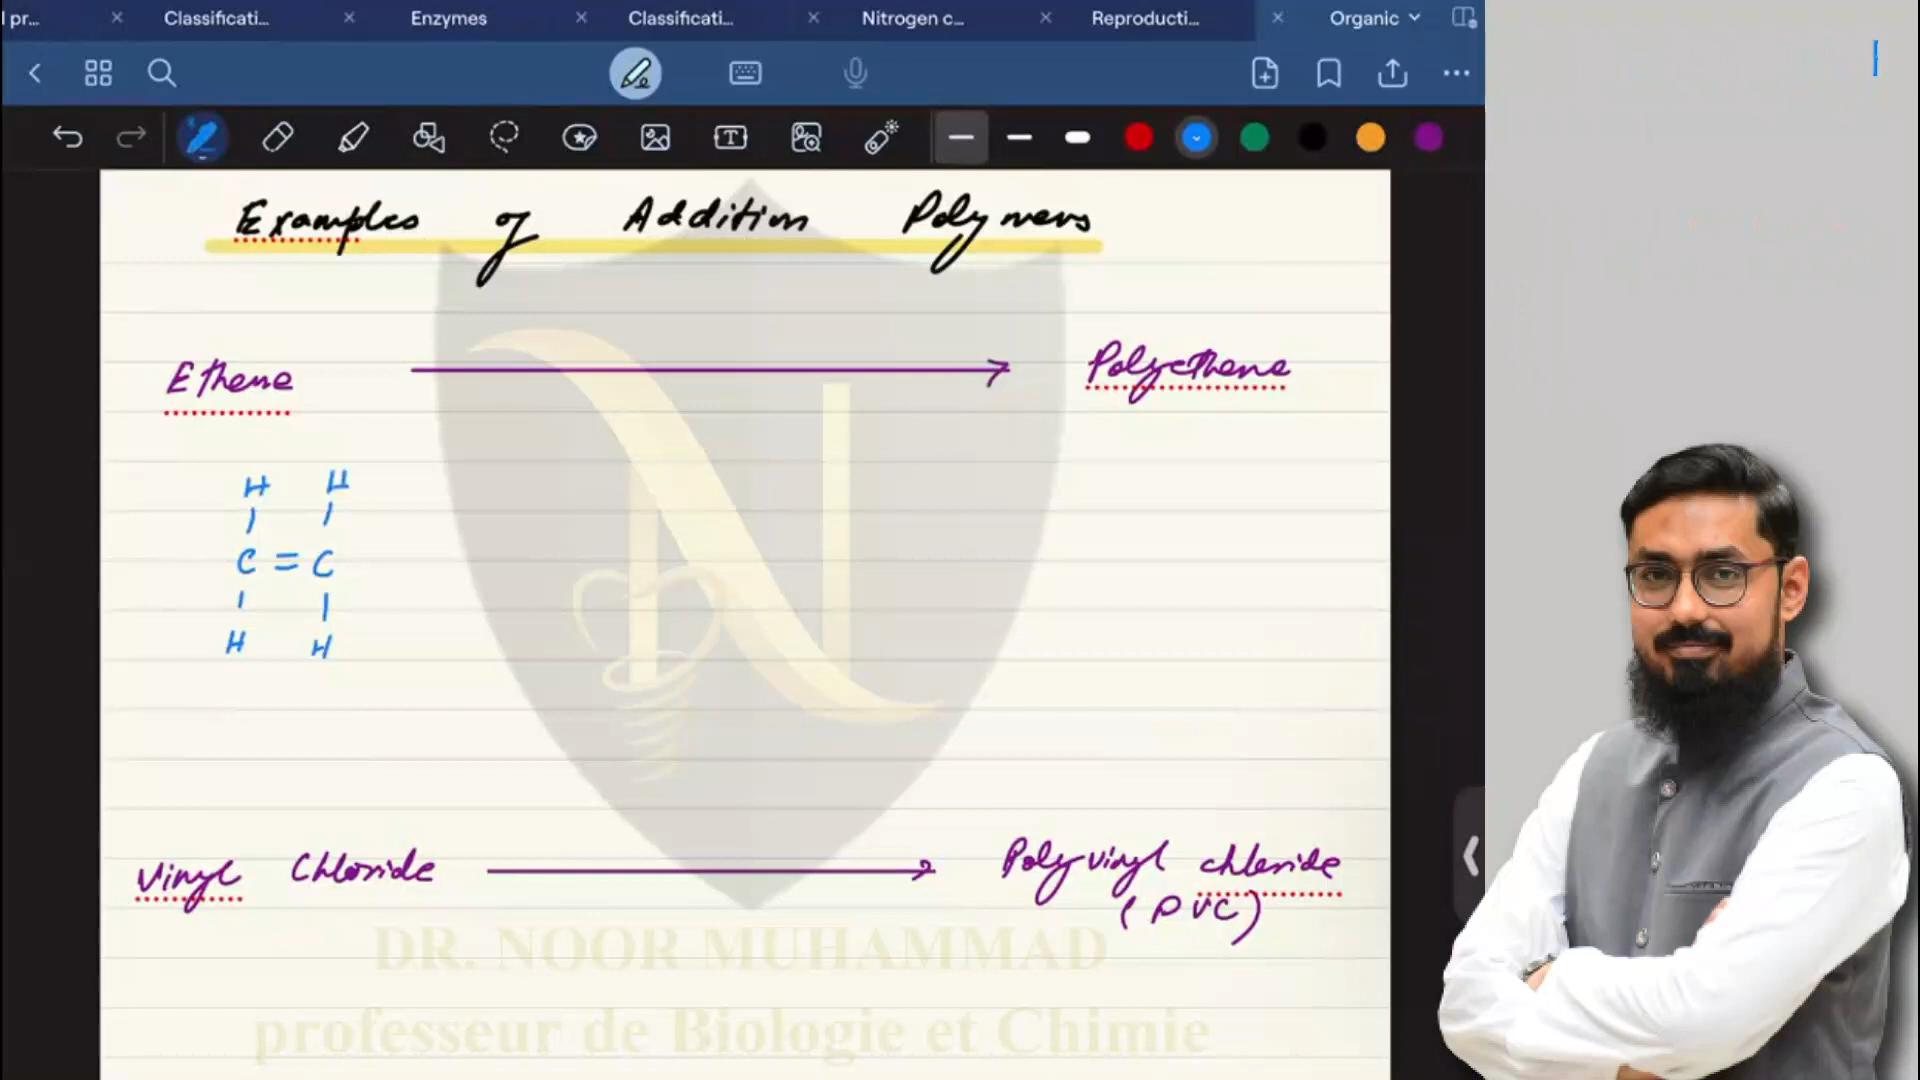 pr... Classificati... Enzymes Classificati... Nitrogen c... Reproducti... Organic
Examples of Addition Polymers
Ethene Polyethene
H H
C = C
H H
Vinyl Chloride Polyvinyl chloride
(PVC)
DR. NOOR MUHAMMAD
professeur de Biologie et Chimie